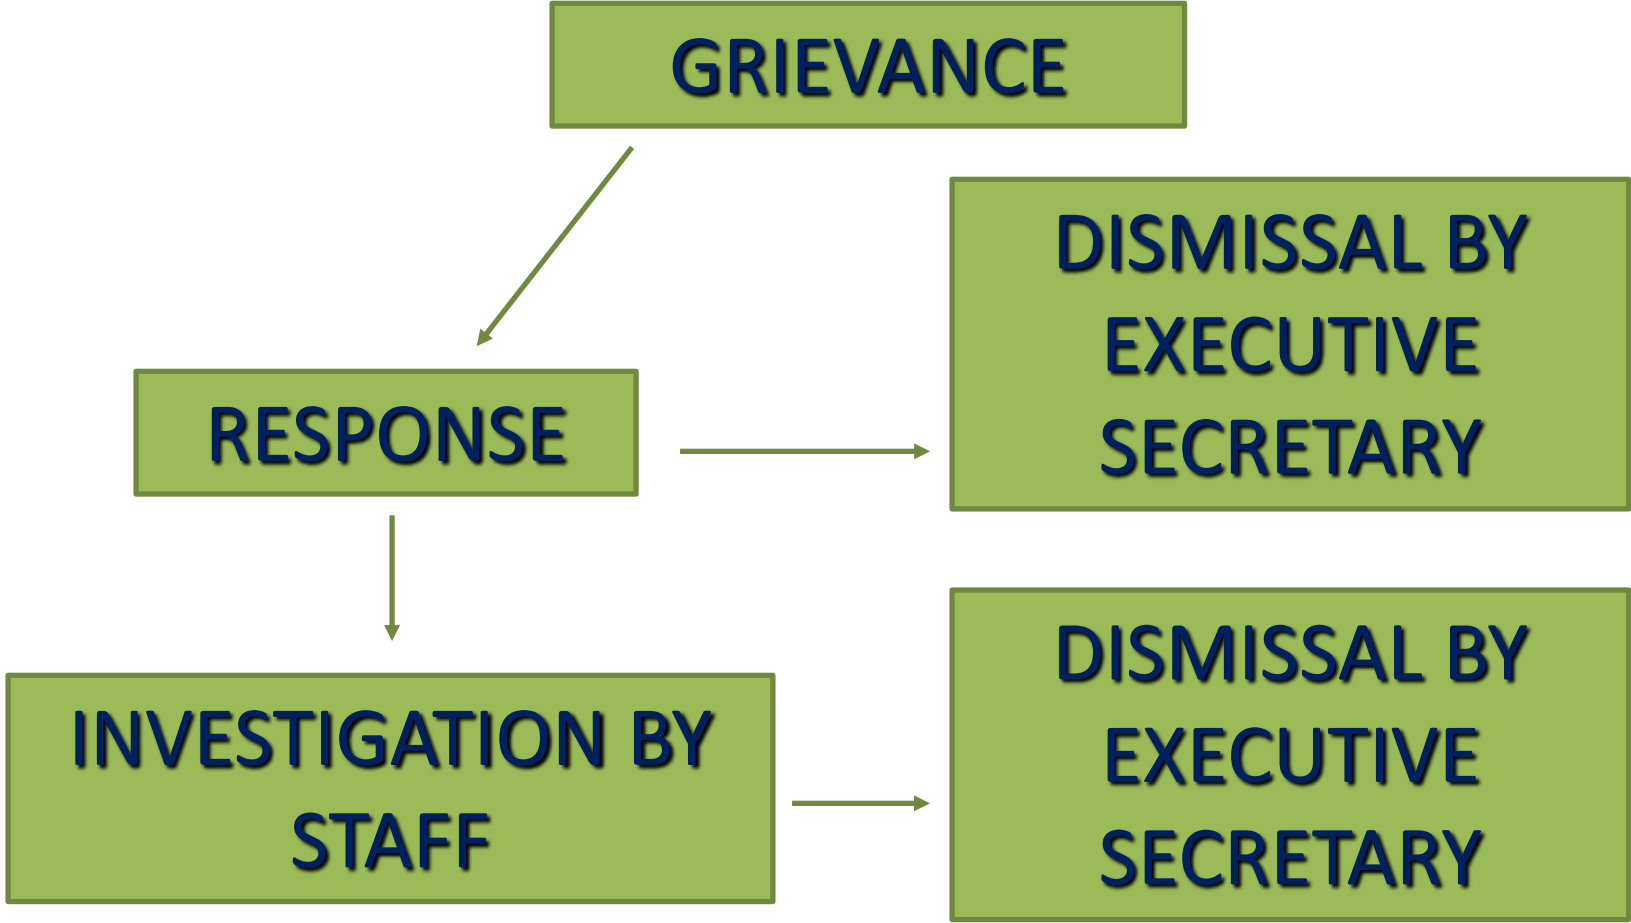 GRIEVANCE
DISMISSAL BY
EXECUTIVE
SECRETARY
RESPONSE
INVESTIGATION BY
STAFF
DISMISSAL BY
EXECUTIVE
SECRETARY